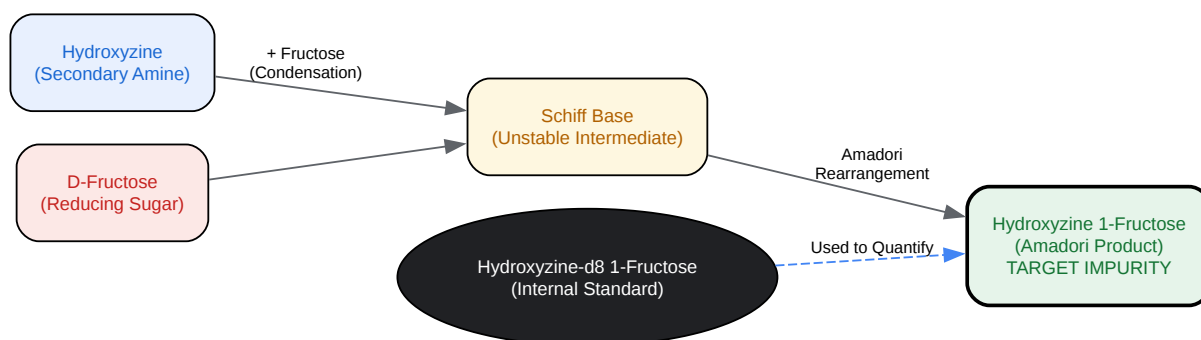 Hydroxyzine
(Secondary Amine)
+ Fructose
(Condensation)
D-Fructose
(Reducing Sugar)
Schiff Base
(Unstable Intermediate)
Amadori
Rearrangement
Hydroxyzine-d8 1-Fructose
(Internal Standard)
Used to Quantify
Hydroxyzine 1-Fructose
(Amadori Product)
TARGET IMPURITY